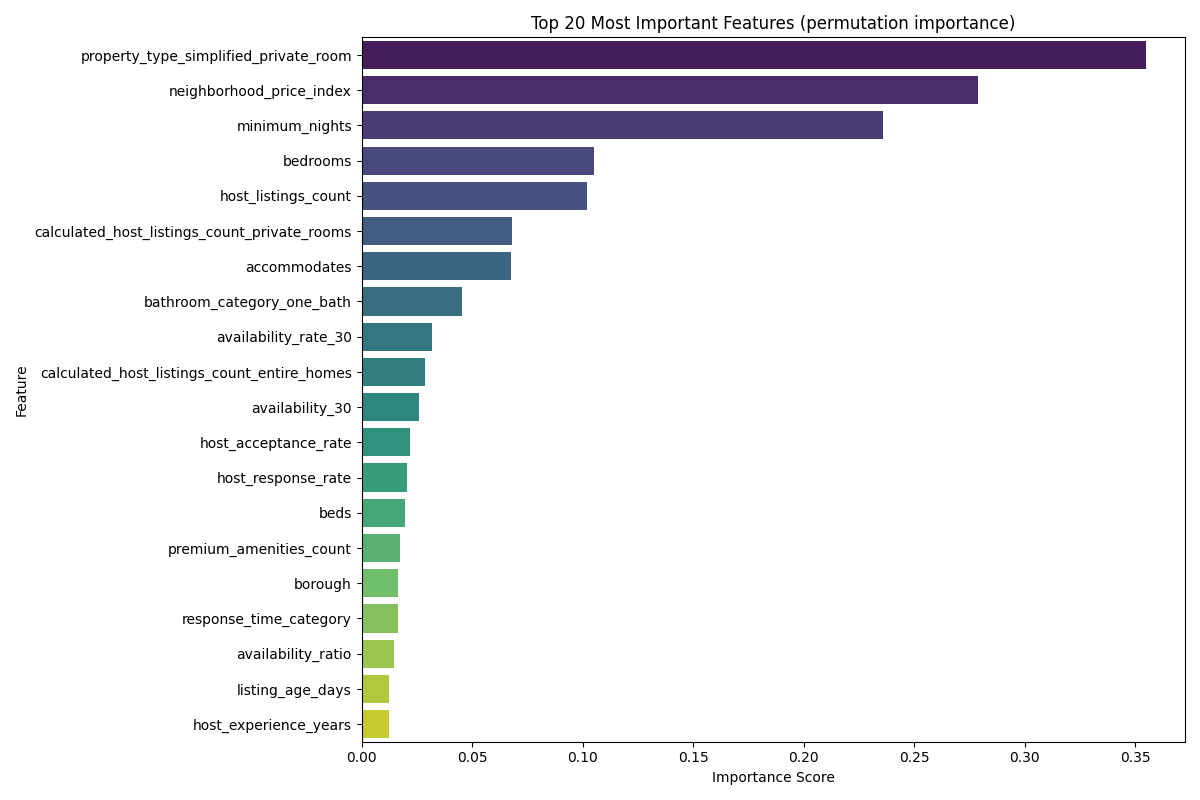 Top 20 Most Important Features (permutation importance)
property_type_simplified_private_room
neighborhood_price_index
minimum_nights
bedrooms
host_listings_count
calculated_host_listings_count_private_rooms
accommodates
bathroom_category_one_bath
availability_rate_30
calculated_host_listings_count_entire_homes
availability_30
host_acceptance_rate
host_response_rate
beds
premium_amenities_count
borough
response_time_category
availability_ratio
listing_age_days
host_experience_years
Feature
0.00 0.05 0.10 0.15 0.20 0.25 0.30 0.35
Importance Score